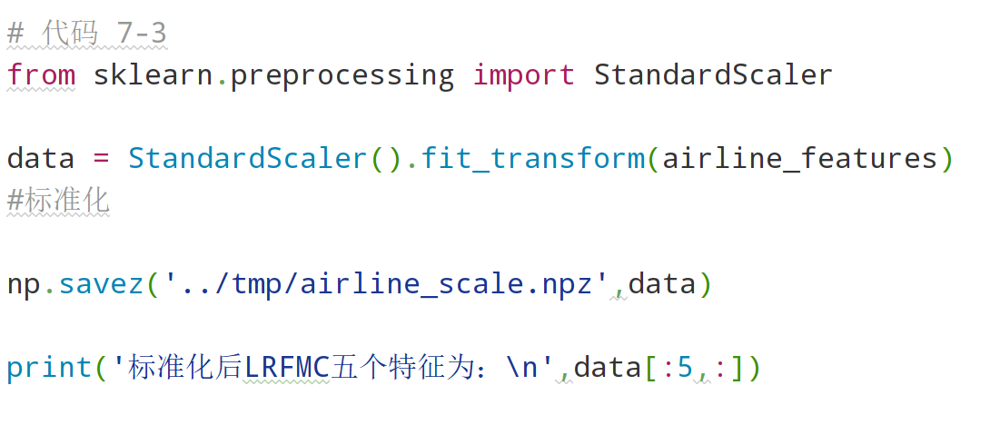 # 代码 7-3
from sklearn.preprocessing import StandardScaler
data = StandardScaler().fit_transform(airline_features)
#标准化
np.savez('../tmp/airline_scale.npz',data)
print('标准化后LRFMC五个特征为：\n',data[:5,:])